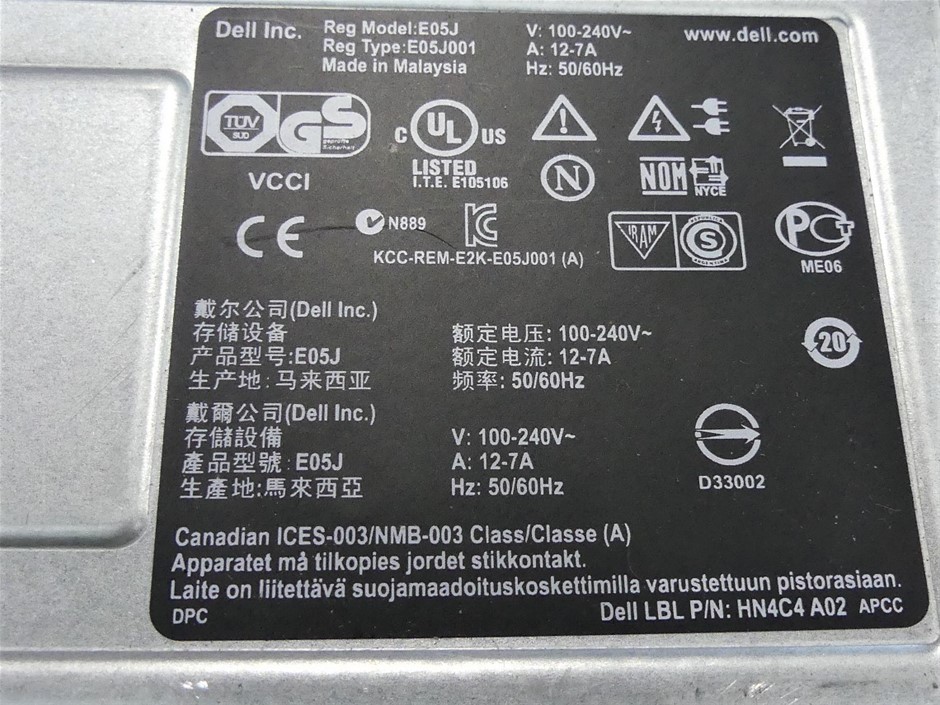 Dell Inc.
Reg Model:E05J
Reg Type:E05J001
Made in Malaysia
V: 100-240V~
A: 12-7A
Hz: 50/60Hz
www.dell.com
TÜV
SÜD
GS
geprüfte
Sicherheit
C UL US
LISTED
I.T.E. E105106
N
NOM
NYCE
VCCI
CE
N889
KCC-REM-E2K-E05J001 (A)
IRAM
S
REPUBLICA
ARGENTINA
PCT
ME06
戴尔公司(Dell Inc.)
存储设备
产品型号:E05J
生产地: 马来西亚
额定电压: 100-240V~
额定电流: 12-7A
频率: 50/60Hz
20
戴爾公司(Dell Inc.)
存儲設備
產品型號: E05J
生產地:馬來西亞
V: 100-240V~
A: 12-7A
Hz: 50/60Hz
D33002
Canadian ICES-003/NMB-003 Class/Classe (A)
Apparatet må tilkopies jordet stikkontakt.
Laite on liitettävä suojamaadoituskoskettimilla varustettuun pistorasiaan.
DPC
Dell LBL P/N: HN4C4 A02 APCC